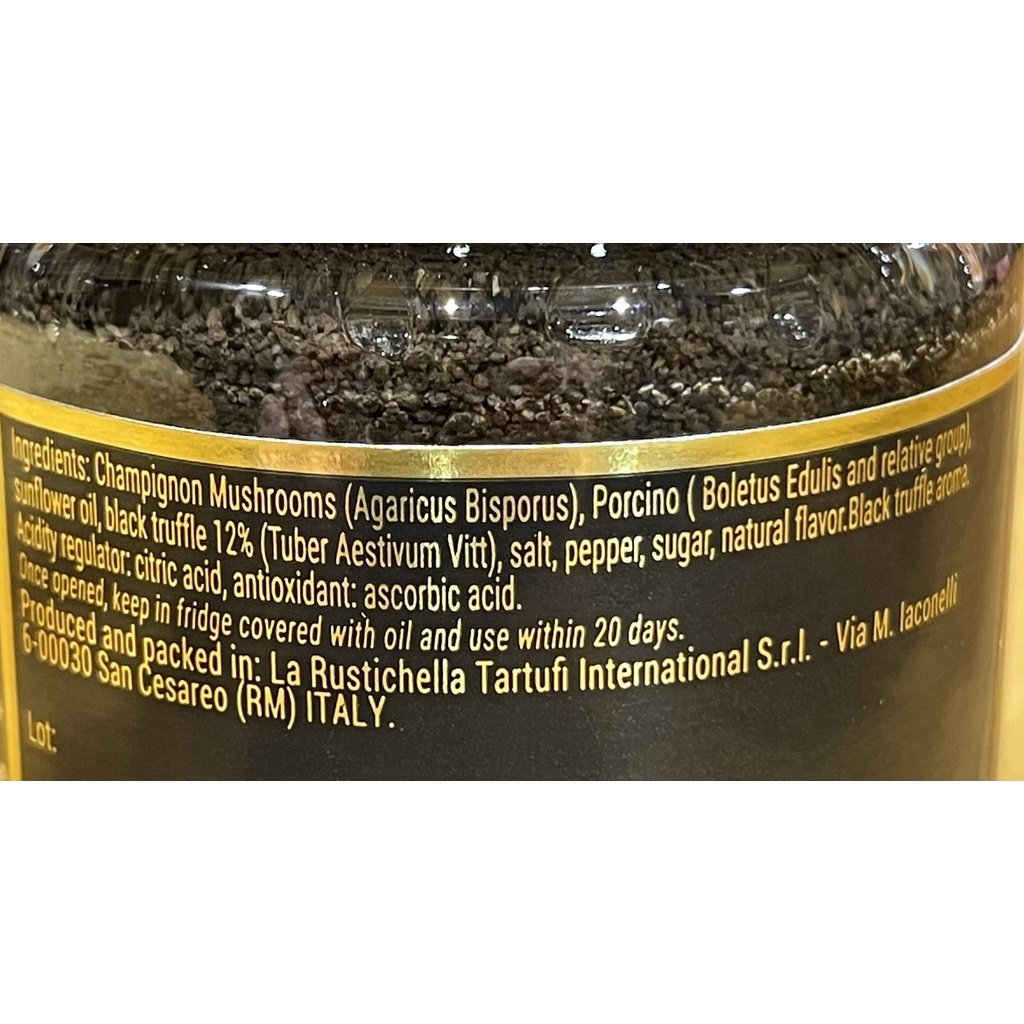 Ingredients: Champignon Mushrooms (Agaricus Bisporus), Porcino ( Boletus Edulis and relative group),
sunflower oil, black truffle 12% (Tuber Aestivum Vitt), salt, pepper, sugar, natural flavor.Black truffle aroma.
Acidity regulator: citric acid, antioxidant: ascorbic acid.
Once opened, keep in fridge covered with oil and use within 20 days.
Produced and packed in: La Rustichella Tartufi International S.r.l. - Via M. Iaconelli
6-00030 San Cesareo (RM) ITALY.
Lot: